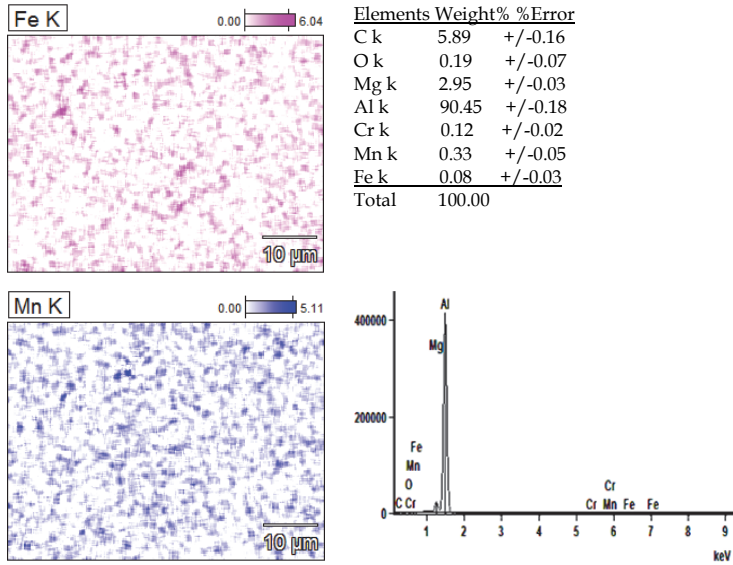 Fe K
0.00 6.04
10 µm
Elements Weight% %Error
C k 5.89 +/-0.16
O k 0.19 +/-0.07
Mg k 2.95 +/-0.03
Al k 90.45 +/-0.18
Cr k 0.12 +/-0.02
Mn k 0.33 +/-0.05
Fe k 0.08 +/-0.03
Total 100.00
Mn K
0.00 5.11
10 µm
Al
400000
Mg
200000
Fe
Mn
O Cr
C Cr Cr Mn Fe Fe
0
1 2 3 4 5 6 7 8 9
keV